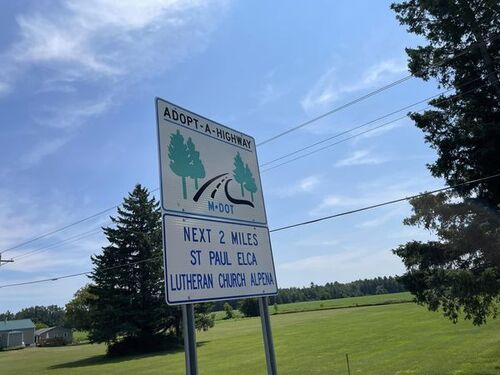 ADOPT-A-HIGHWAY
M•DOT
NEXT 2 MILES
ST PAUL ELCA
LUTHERAN CHURCH ALPENA